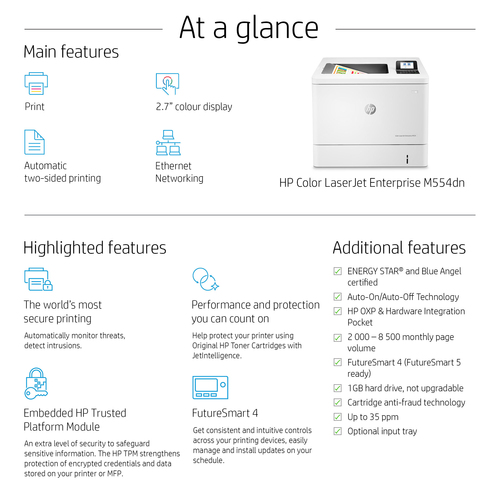 At a glance
Main features
Print
2.7” colour display
Automatic
two-sided printing
Ethernet
Networking
hp
HP Color LaserJet Enterprise M554dn
Highlighted features
The world's most
secure printing
Automatically monitor threats,
detect intrusions.
Performance and protection
you can count on
Help protect your printer using
Original HP Toner Cartridges with
JetIntelligence.
Embedded HP Trusted
Platform Module
An extra level of security to safeguard
sensitive information. The HP TPM strengthens
protection of encrypted credentials and data
stored on your printer or MFP.
FutureSmart 4
Get consistent and intuitive controls
across your printing devices, easily
manage and install updates on your
schedule.
Additional features
ENERGY STAR® and Blue Angel
certified
Auto-On/Auto-Off Technology
HP OXP & Hardware Integration
Pocket
2 000 – 8 500 monthly page
volume
FutureSmart 4 (FutureSmart 5
ready)
1GB hard drive, not upgradable
Cartridge anti-fraud technology
Up to 35 ppm
Optional input tray